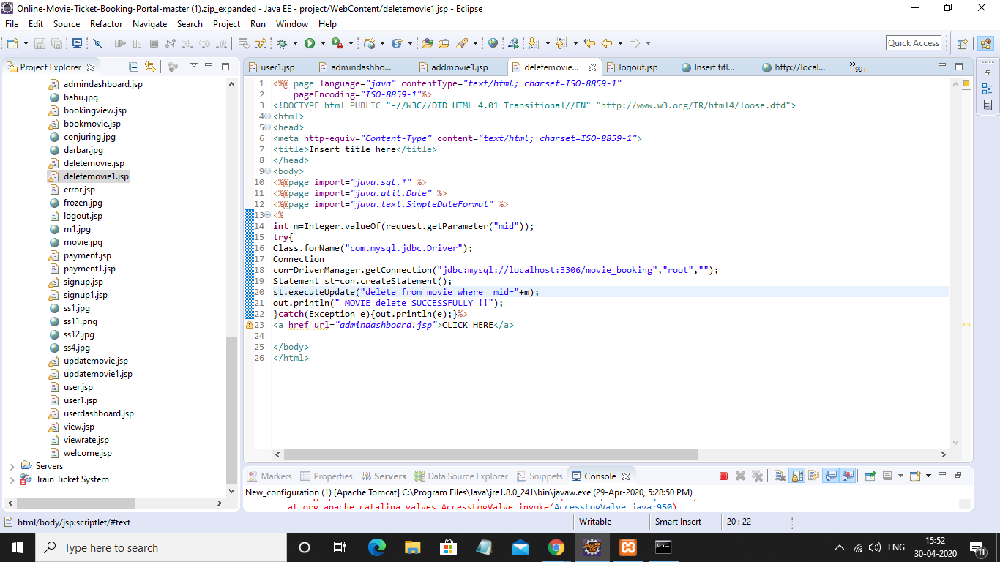 Online-Movie-Ticket-Booking-Portal-master (1).zip_expanded - Java EE - project/WebContent/deletemovie1.jsp - Eclipse
File Edit Source Refactor Navigate Search Project Run Window Help
Quick Access
Project Explorer
admindashboard.jsp
bahu.jpg
bookingview.jsp
bookmovie.jsp
conjuring.jpg
darbar.jpg
deletemovie.jsp
deletemovie1.jsp
error.jsp
frozen.jpg
logout.jsp
m1.jpg
movie.jpg
payment.jsp
payment1.jsp
signup.jsp
signup1.jsp
ss1.jpg
ss11.png
ss12.jpg
ss4.jpg
updatemovie.jsp
updatemovie1.jsp
user.jsp
user1.jsp
userdashboard.jsp
view.jsp
viewrate.jsp
welcome.jsp
Servers
Train Ticket System
user1.jsp admindashbo... addmovie1.jsp deletemovie... logout.jsp Insert titl... http://local... »99+
1 <%@ page language="java" contentType="text/html; charset=ISO-8859-1"
2 pageEncoding="ISO-8859-1"%>
3 <!DOCTYPE html PUBLIC "-//W3C//DTD HTML 4.01 Transitional//EN" "http://www.w3.org/TR/html4/loose.dtd">
4 <html>
5 <head>
6 <meta http-equiv="Content-Type" content="text/html; charset=ISO-8859-1">
7 <title>Insert title here</title>
8 </head>
9 <body>
10 <%@page import="java.sql.*" %>
11 <%@page import="java.util.Date" %>
12 <%@page import="java.text.SimpleDateFormat" %>
13 <%
14 int m=Integer.valueOf(request.getParameter("mid"));
15 try{
16 Class.forName("com.mysql.jdbc.Driver");
17 Connection
18 con=DriverManager.getConnection("jdbc:mysql://localhost:3306/movie_booking","root","");
19 Statement st=con.createStatement();
20 st.executeUpdate("delete from movie where  mid="+m);
21 out.println(" MOVIE delete SUCCESSFULLY !!");
22 }catch(Exception e){out.println(e);}%>
23 <a href url="admindashboard.jsp">CLICK HERE</a>
24
25 </body>
26 </html>
Markers Properties Servers Data Source Explorer Snippets Console
New_configuration (1) [Apache Tomcat] C:\Program Files\Java\jre1.8.0_241\bin\javaw.exe (29-Apr-2020, 5:28:50 PM)
at org.apache.catalina.valves.AccessLogValve.invoke(AccessLogValve.java:950)
html/body/jsp:scriptlet/#text Writable Smart Insert 20 : 22
Type here to search
ENG
15:52
30-04-2020
11